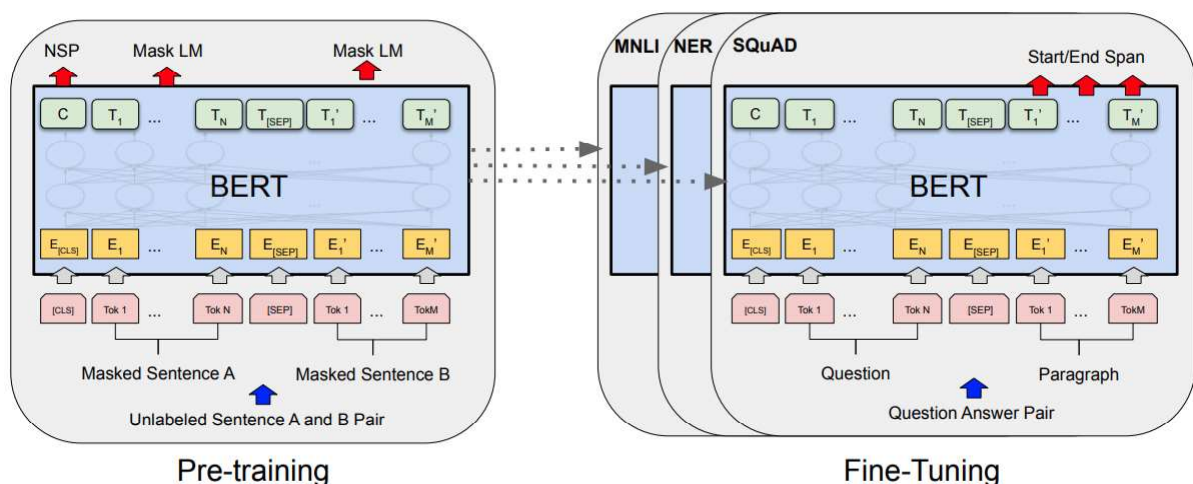 NSP Mask LM Mask LM
C T1 ... TN T[SEP] T1' ... TM'
BERT
E[CLS] E1 ... EN E[SEP] E1' ... EM'
[CLS] Tok 1 ... Tok N [SEP] Tok 1 ... TokM
Masked Sentence A Masked Sentence B
Unlabeled Sentence A and B Pair
Pre-training
MNLI NER SQuAD
Start/End Span
C T1 ... TN T[SEP] T1' ... TM'
BERT
E[CLS] E1 ... EN E[SEP] E1' ... EM'
[CLS] Tok 1 ... Tok N [SEP] Tok 1 ... TokM
Question Paragraph
Question Answer Pair
Fine-Tuning